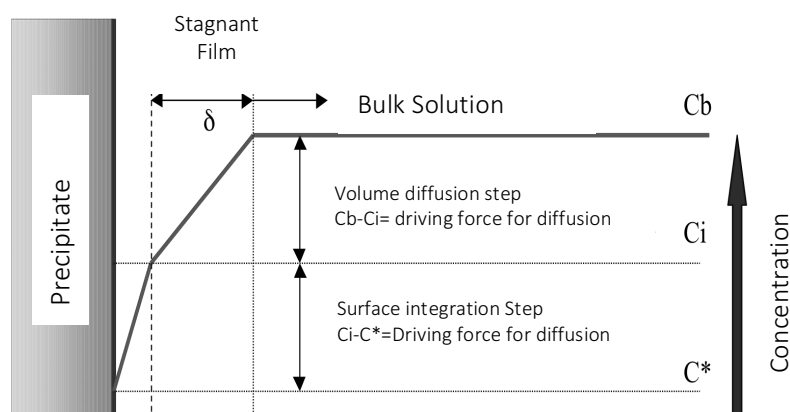 Stagnant
Film
δ
Bulk Solution
Cb
Volume diffusion step
Cb-Ci= driving force for diffusion
Ci
Precipitate
Surface integration Step
Ci-C*=Driving force for diffusion
C*
Concentration